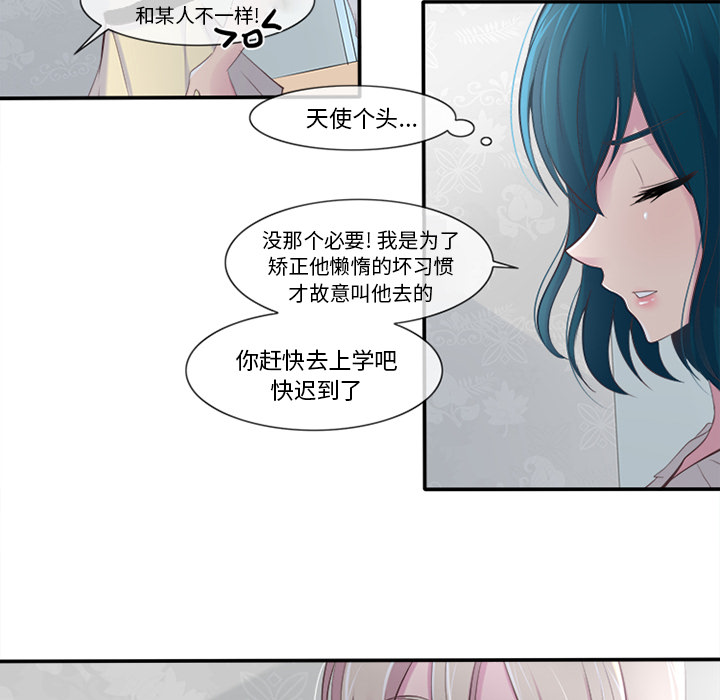 和某人不一样!
天使个头...
没那个必要! 我是为了
矫正他懒惰的坏习惯
才故意叫他去的
你赶快去上学吧
快迟到了